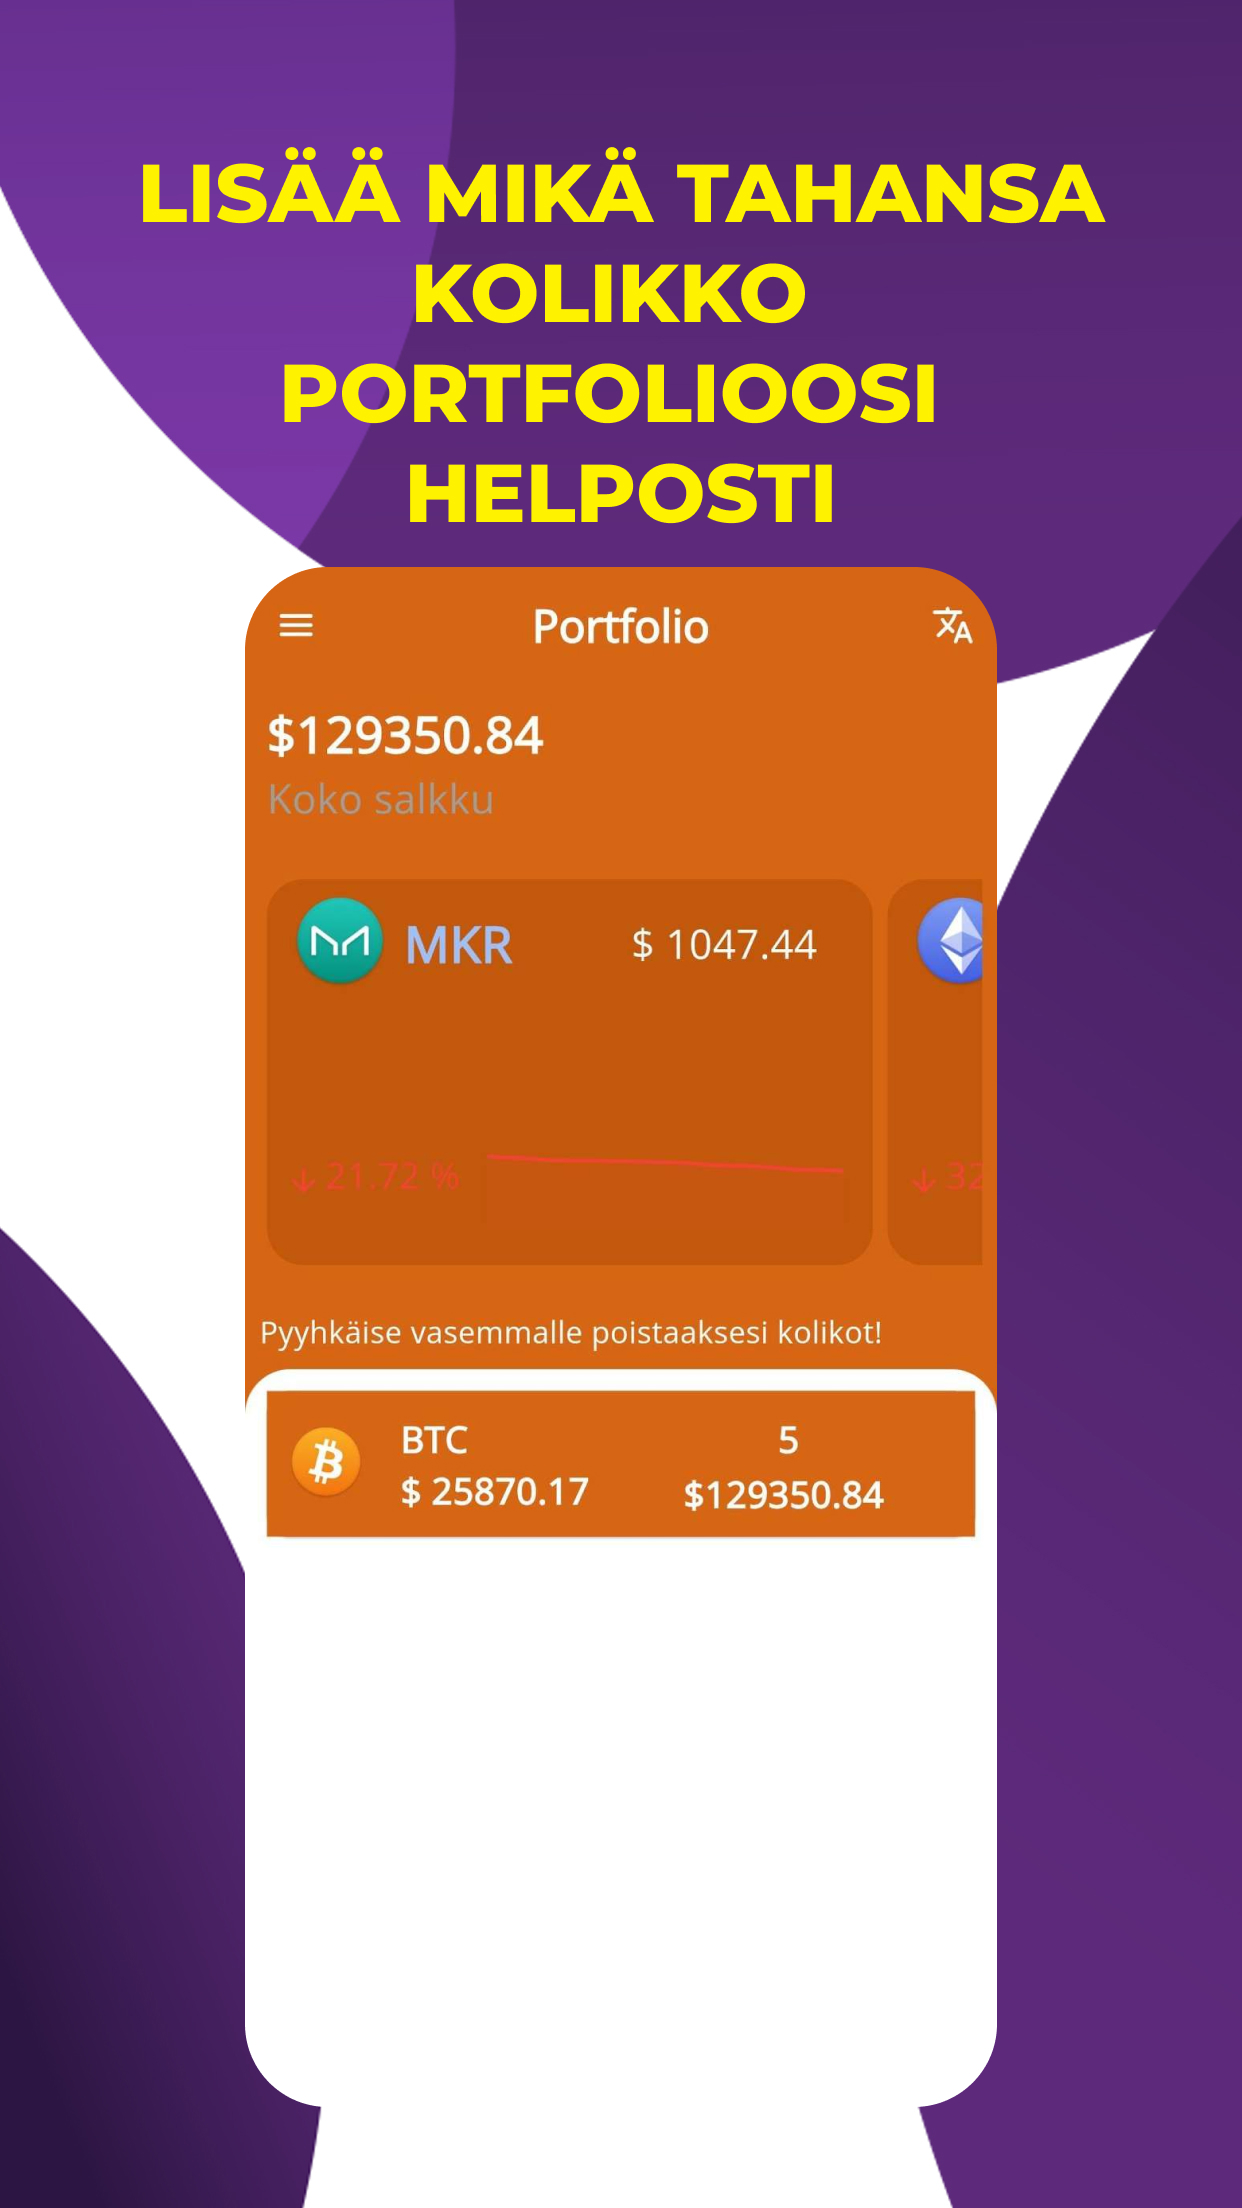 LISÄÄ MIKÄ TAHANSA
KOLIKKO
PORTFOLIOOSI
HELPOSTI
Portfolio
$129350.84
Koko salkku
MKR $ 1047.44
↓ 21.72 % ↓ 32
Pyyhkäise vasemmalle poistaaksesi kolikot!
BTC 5
$ 25870.17 $129350.84